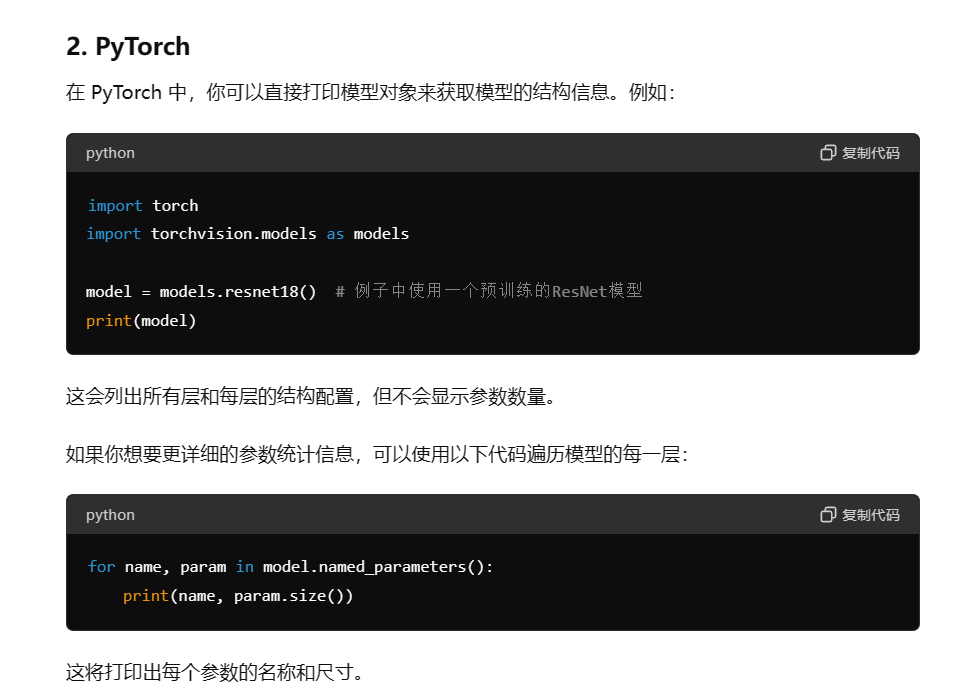 2. PyTorch
在 PyTorch 中，你可以直接打印模型对象来获取模型的结构信息。例如：
python
复制代码
import torch
import torchvision.models as models
model = models.resnet18()  # 例子中使用一个预训练的ResNet模型
print(model)
这会列出所有层和每层的结构配置，但不会显示参数数量。
如果你想要更详细的参数统计信息，可以使用以下代码遍历模型的每一层：
python
复制代码
for name, param in model.named_parameters():
    print(name, param.size())
这将打印出每个参数的名称和尺寸。